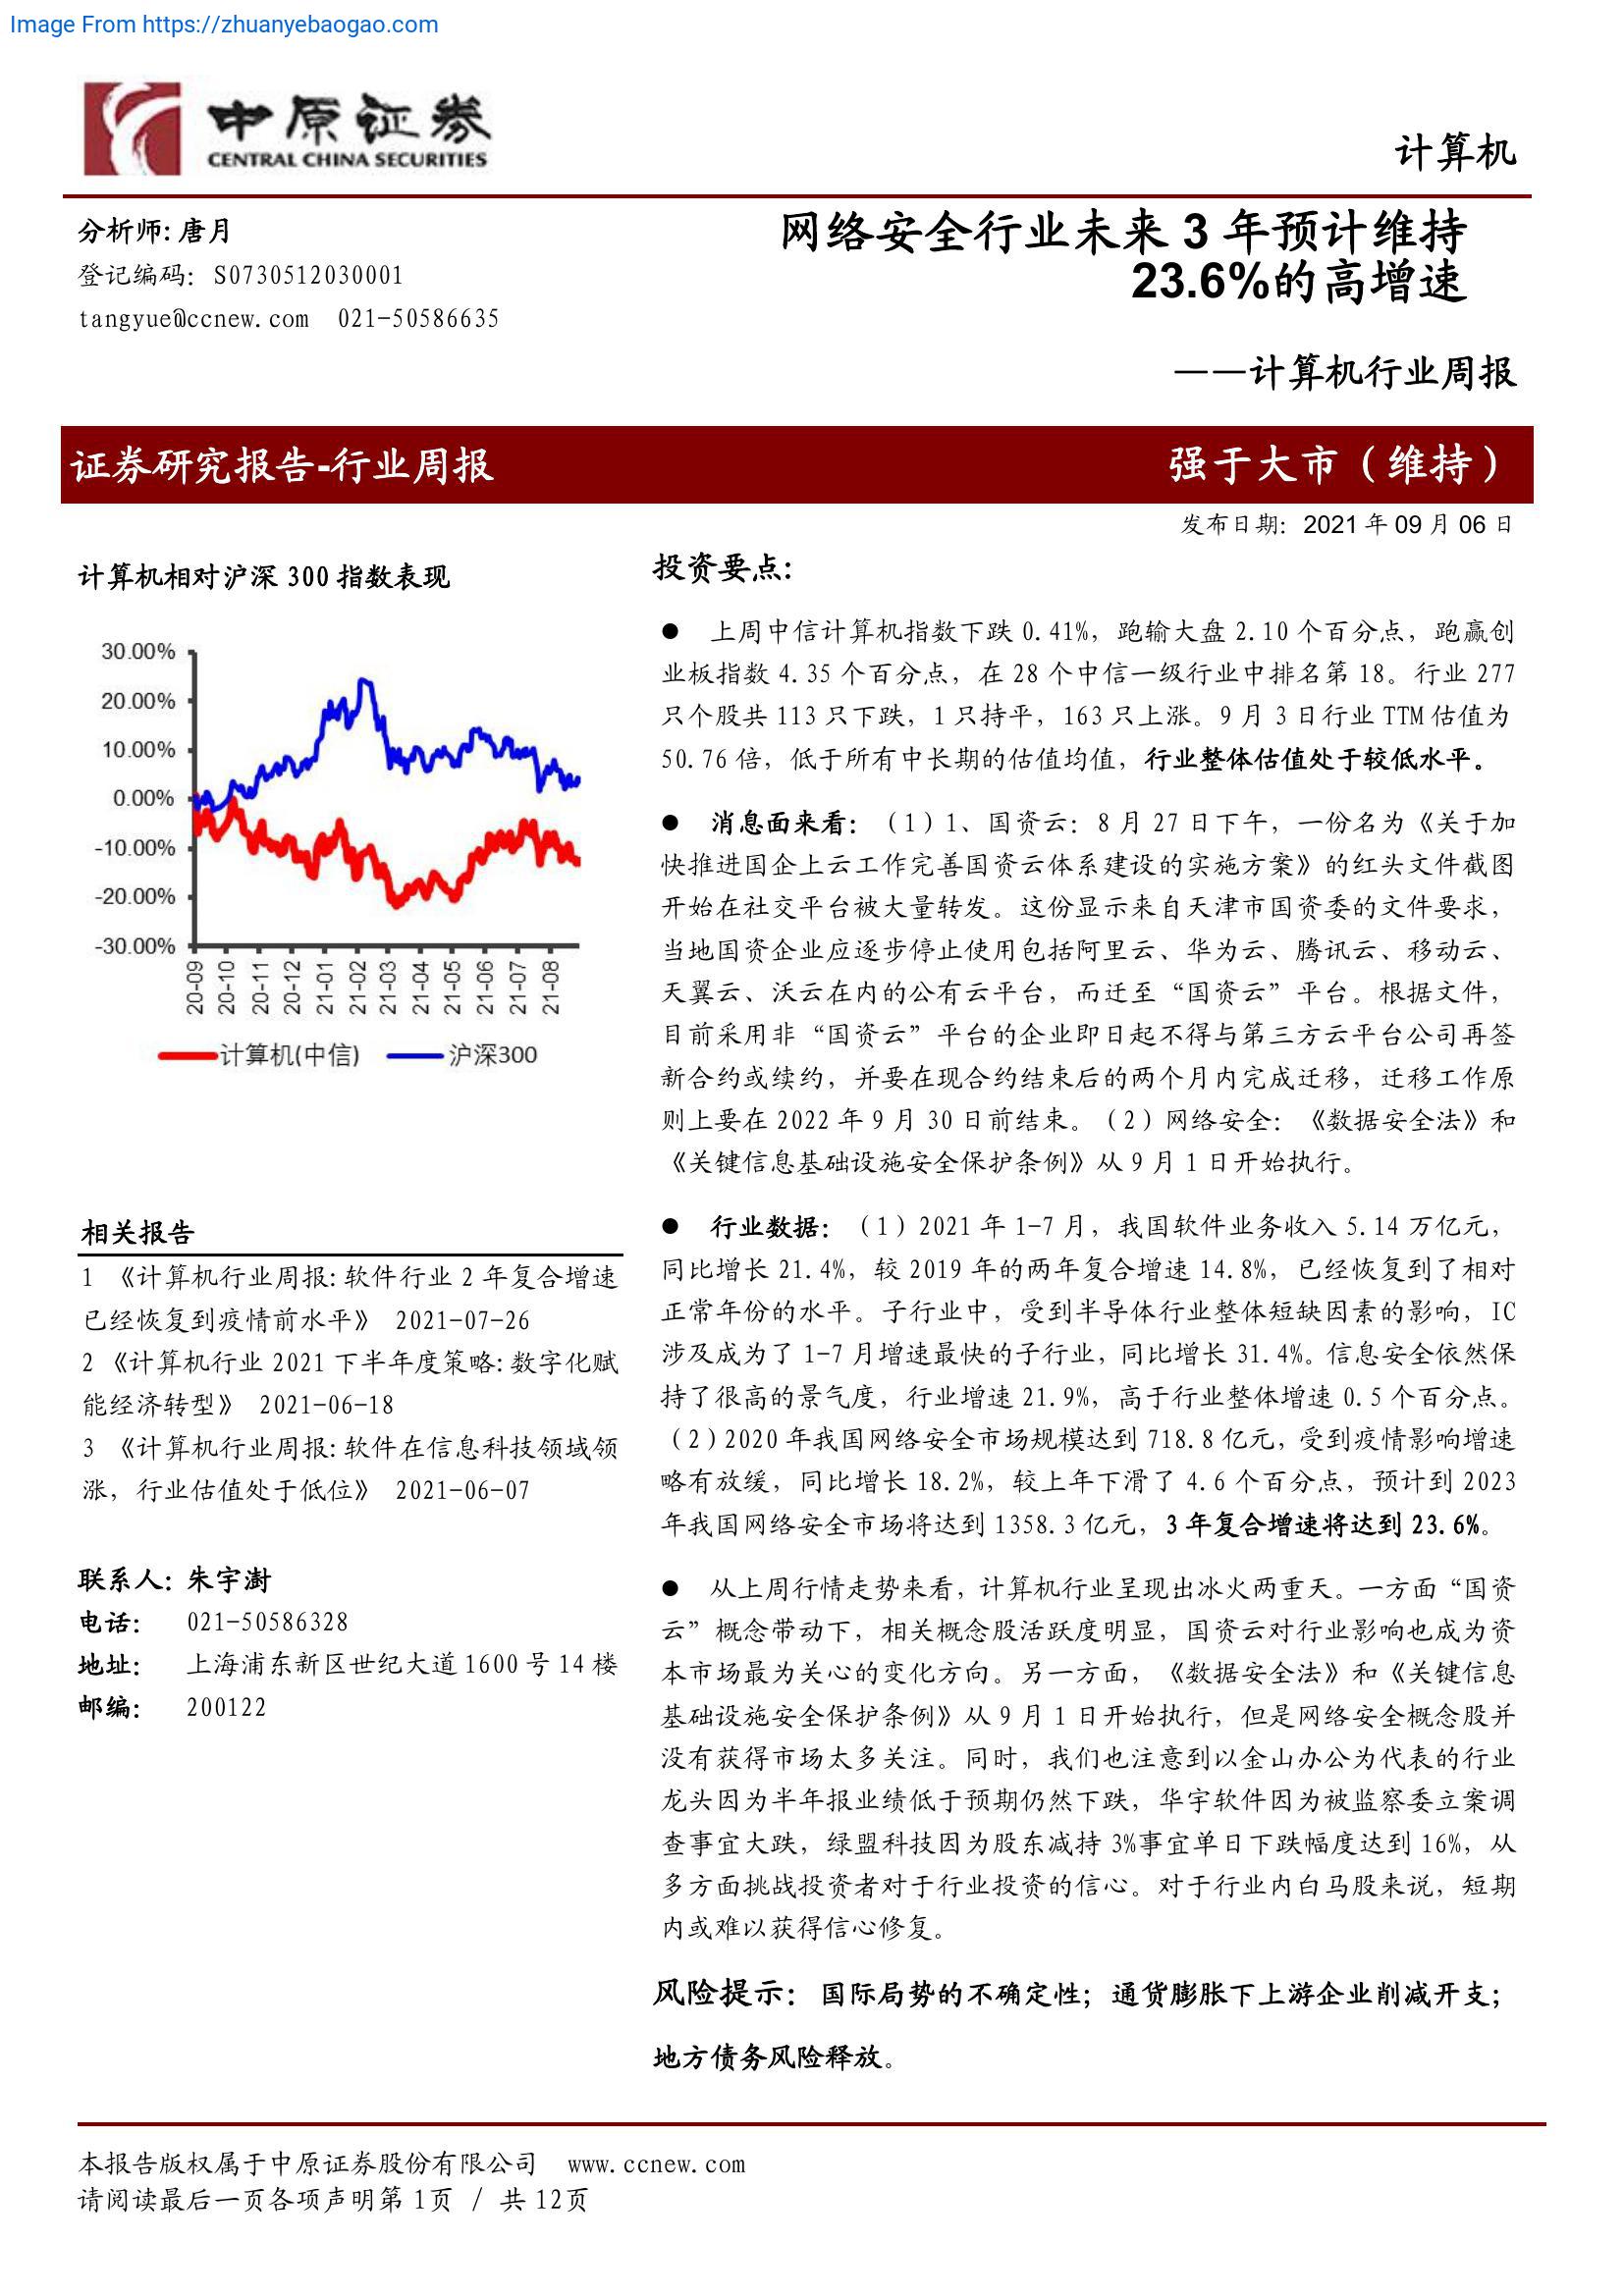 Image From https://zhuanyebaogao.com
中原证券
CENTRAL CHINA SECURITIES
计算机
分析师:唐月
登记编码：S0730512030001
tangyue@ccnew.com 021-50586635
网络安全行业未来 3 年预计维持
23.6%的高增速
——计算机行业周报
证券研究报告-行业周报
强于大市（维持）
发布日期：2021 年 09 月 06 日
计算机相对沪深 300 指数表现
30.00%
20.00%
10.00%
0.00%
-10.00%
-20.00%
-30.00%
20-09
20-10
20-11
20-12
21-01
21-02
21-03
21-04
21-05
21-06
21-07
21-08
计算机(中信)
沪深300
相关报告
1 《计算机行业周报:软件行业 2 年复合增速
已经恢复到疫情前水平》 2021-07-26
2 《计算机行业 2021 下半年度策略:数字化赋
能经济转型》 2021-06-18
3 《计算机行业周报:软件在信息科技领域领
涨，行业估值处于低位》 2021-06-07
联系人：朱宇澍
电话： 021-50586328
地址： 上海浦东新区世纪大道 1600 号 14 楼
邮编： 200122
投资要点:
● 上周中信计算机指数下跌 0.41%，跑输大盘 2.10 个百分点，跑赢创
业板指数 4.35 个百分点，在 28 个中信一级行业中排名第 18。行业 277
只个股共 113 只下跌，1 只持平，163 只上涨。9 月 3 日行业 TTM 估值为
50.76 倍，低于所有中长期的估值均值，行业整体估值处于较低水平。
● 消息面来看：（1）1、国资云：8 月 27 日下午，一份名为《关于加
快推进国企上云工作完善国资云体系建设的实施方案》的红头文件截图
开始在社交平台被大量转发。这份显示来自天津市国资委的文件要求，
当地国资企业应逐步停止使用包括阿里云、华为云、腾讯云、移动云、
天翼云、沃云在内的公有云平台，而迁至“国资云”平台。根据文件，
目前采用非“国资云”平台的企业即日起不得与第三方云平台公司再签
新合约或续约，并要在现合约结束后的两个月内完成迁移，迁移工作原
则上要在 2022 年 9 月 30 日前结束。（2）网络安全：《数据安全法》和
《关键信息基础设施安全保护条例》从 9 月 1 日开始执行。
● 行业数据：（1）2021 年 1-7 月，我国软件业务收入 5.14 万亿元，
同比增长 21.4%，较 2019 年的两年复合增速 14.8%，已经恢复到了相对
正常年份的水平。子行业中，受到半导体行业整体短缺因素的影响，IC
涉及成为了 1-7 月增速最快的子行业，同比增长 31.4%。信息安全依然保
持了很高的景气度，行业增速 21.9%，高于行业整体增速 0.5 个百分点。
（2）2020 年我国网络安全市场规模达到 718.8 亿元，受到疫情影响增速
略有放缓，同比增长 18.2%，较上年下滑了 4.6 个百分点，预计到 2023
年我国网络安全市场将达到 1358.3 亿元，3 年复合增速将达到 23.6%。
● 从上周行情走势来看，计算机行业呈现出冰火两重天。一方面“国资
云”概念带动下，相关概念股活跃度明显，国资云对行业影响也成为资
本市场最为关心的变化方向。另一方面，《数据安全法》和《关键信息
基础设施安全保护条例》从 9 月 1 日开始执行，但是网络安全概念股并
没有获得市场太多关注。同时，我们也注意到以金山办公为代表的行业
龙头因为半年报业绩低于预期仍然下跌，华宇软件因为被监察委立案调
查事宜大跌，绿盟科技因为股东减持 3%事宜单日下跌幅度达到 16%，从
多方面挑战投资者对于行业投资的信心。对于行业内白马股来说，短期
内或难以获得信心修复。
风险提示：国际局势的不确定性；通货膨胀下上游企业削减开支；
地方债务风险释放。
本报告版权属于中原证券股份有限公司 www.ccnew.com
请阅读最后一页各项声明第 1页 / 共 12页